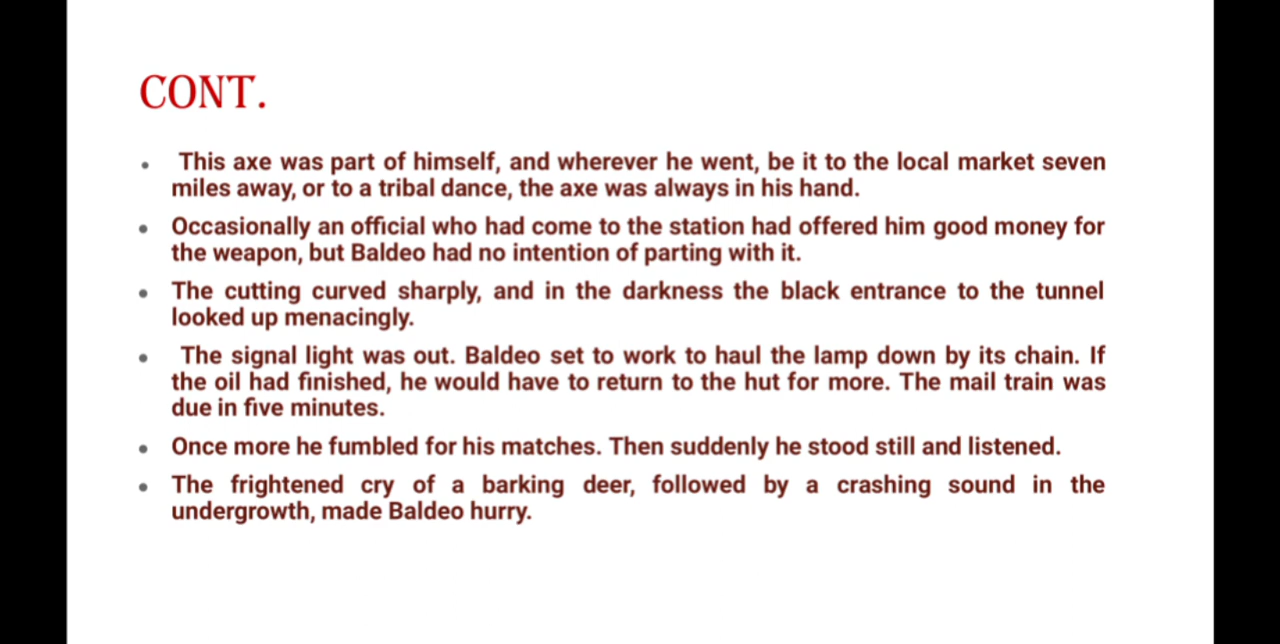 CONT.
• This axe was part of himself, and wherever he went, be it to the local market seven
miles away, or to a tribal dance, the axe was always in his hand.
• Occasionally an official who had come to the station had offered him good money for
the weapon, but Baldeo had no intention of parting with it.
• The cutting curved sharply, and in the darkness the black entrance to the tunnel
looked up menacingly.
• The signal light was out. Baldeo set to work to haul the lamp down by its chain. If
the oil had finished, he would have to return to the hut for more. The mail train was
due in five minutes.
• Once more he fumbled for his matches. Then suddenly he stood still and listened.
• The frightened cry of a barking deer, followed by a crashing sound in the
undergrowth, made Baldeo hurry.